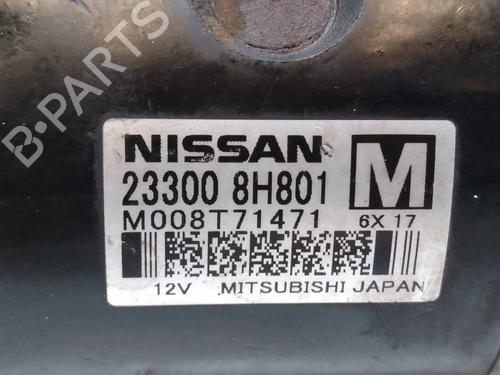 B-PARTS
NISSAN
23300 8H801
M
M008T71471
6X 17
12V MITSUBISHI JAPAN